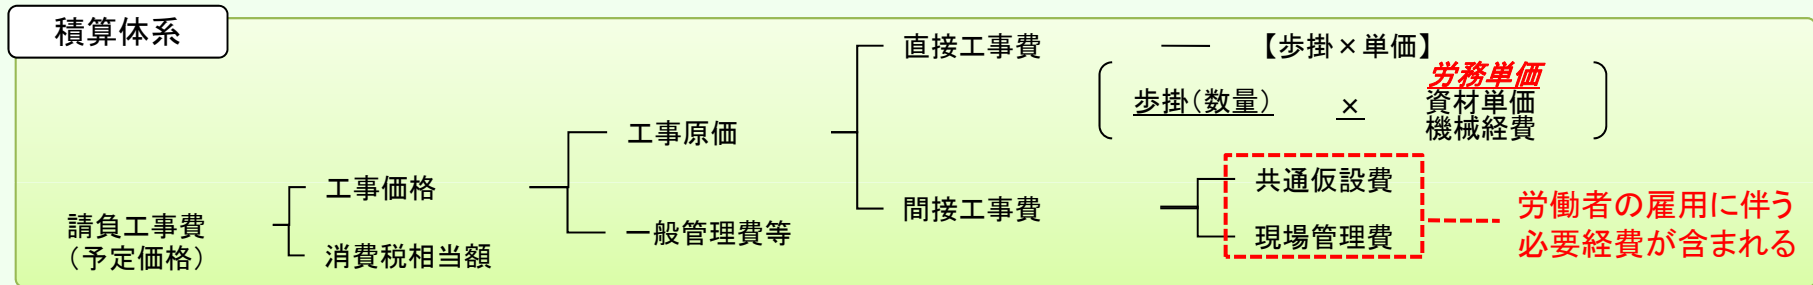 積算体系
直接工事費
【歩掛×単価】
歩掛(数量)
×
労務単価
資材単価
機械経費
工事原価
間接工事費
共通仮設費
現場管理費
労働者の雇用に伴う
必要経費が含まれる
工事価格
一般管理費等
請負工事費
(予定価格)
消費税相当額